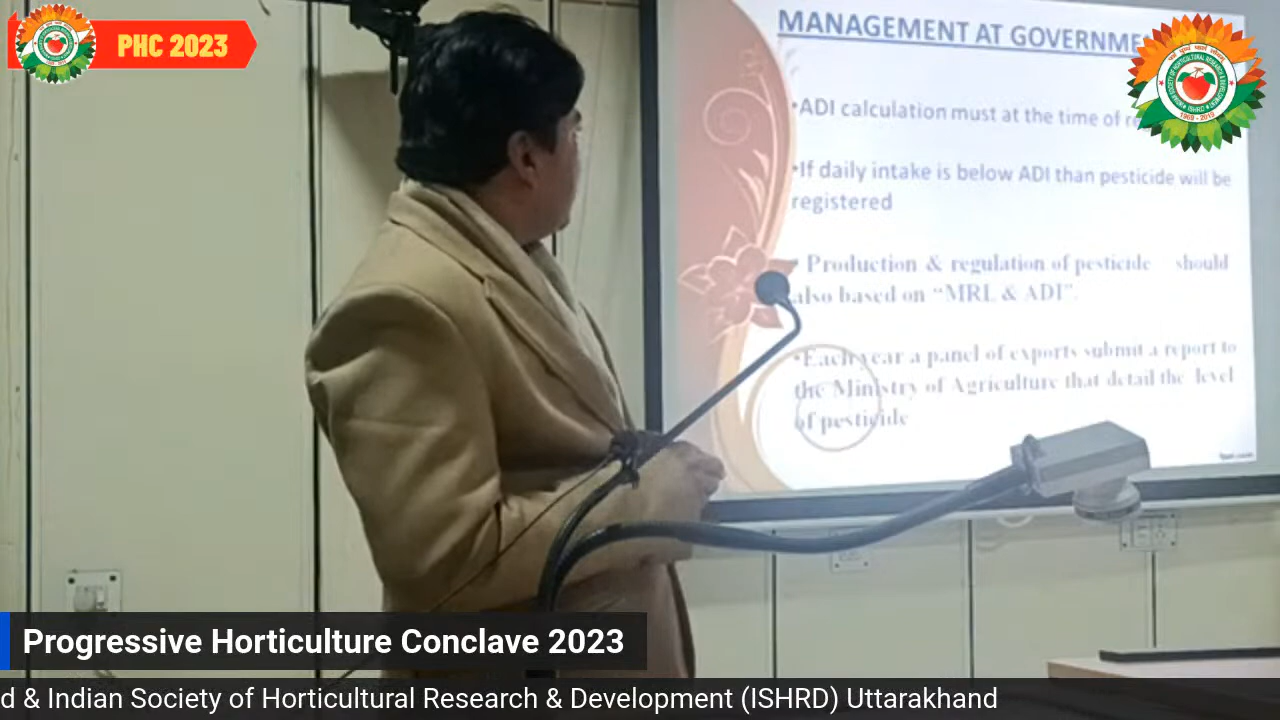 PHC 2023
MANAGEMENT AT GOVERNME
•ADI calculation must at the time of
•If daily intake is below ADI than pesticide will be
registered
Production & regulation of pesticide should
also based on “MRL & ADI”.
•Each year a panel of exports submit a report to
the Ministry of Agriculture that detail the level
of pesticide
Progressive Horticulture Conclave 2023
d & Indian Society of Horticultural Research & Development (ISHRD) Uttarakhand